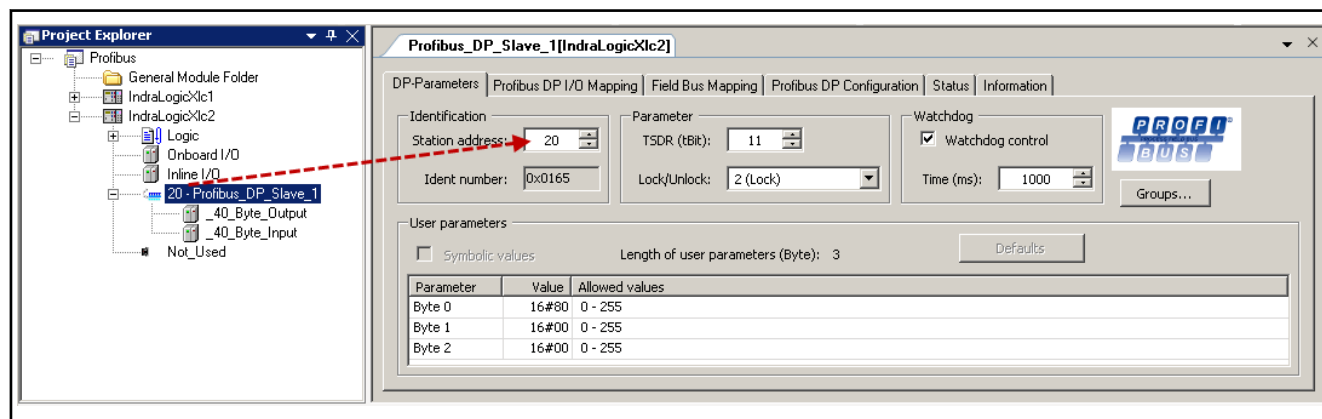 Project Explorer
Profibus
General Module Folder
IndraLogicXlc1
IndraLogicXlc2
Logic
Onboard I/O
Inline I/O
20 - Profibus_DP_Slave_1
_40_Byte_Output
_40_Byte_Input
Not_Used
Profibus_DP_Slave_1[IndraLogicXlc2]
DP-Parameters Profibus DP I/O Mapping Field Bus Mapping Profibus DP Configuration Status Information
Identification
Station address: 20
Ident number: 0x0165
Parameter
TSDR (tBit): 11
Lock/Unlock: 2 (Lock)
Watchdog
Watchdog control
Time (ms): 1000
PROFI
BUS
Groups...
User parameters
Symbolic values Length of user parameters (Byte): 3 Defaults
Parameter Value Allowed values
Byte 0 16#80 0 - 255
Byte 1 16#00 0 - 255
Byte 2 16#00 0 - 255